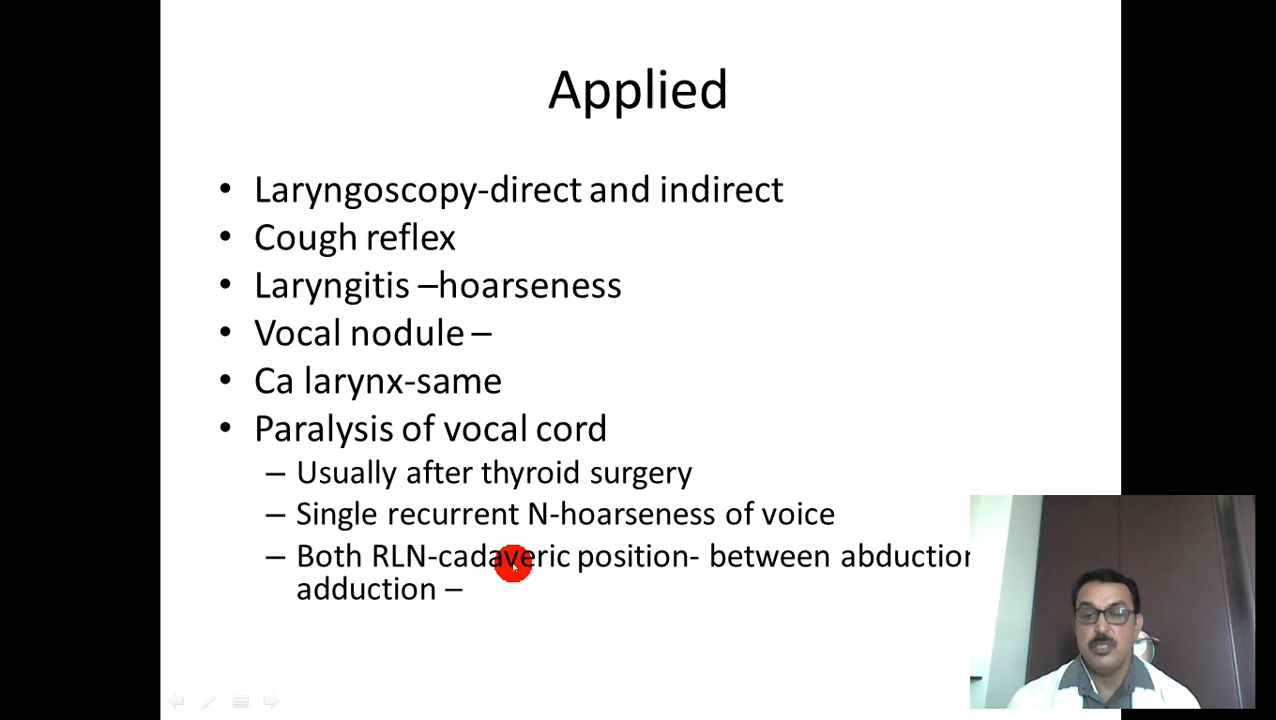 Applied
• Laryngoscopy-direct and indirect
• Cough reflex
• Laryngitis –hoarseness
• Vocal nodule –
• Ca larynx-same
• Paralysis of vocal cord
– Usually after thyroid surgery
– Single recurrent N-hoarseness of voice
– Both RLN-cadaveric position- between abduction
adduction –